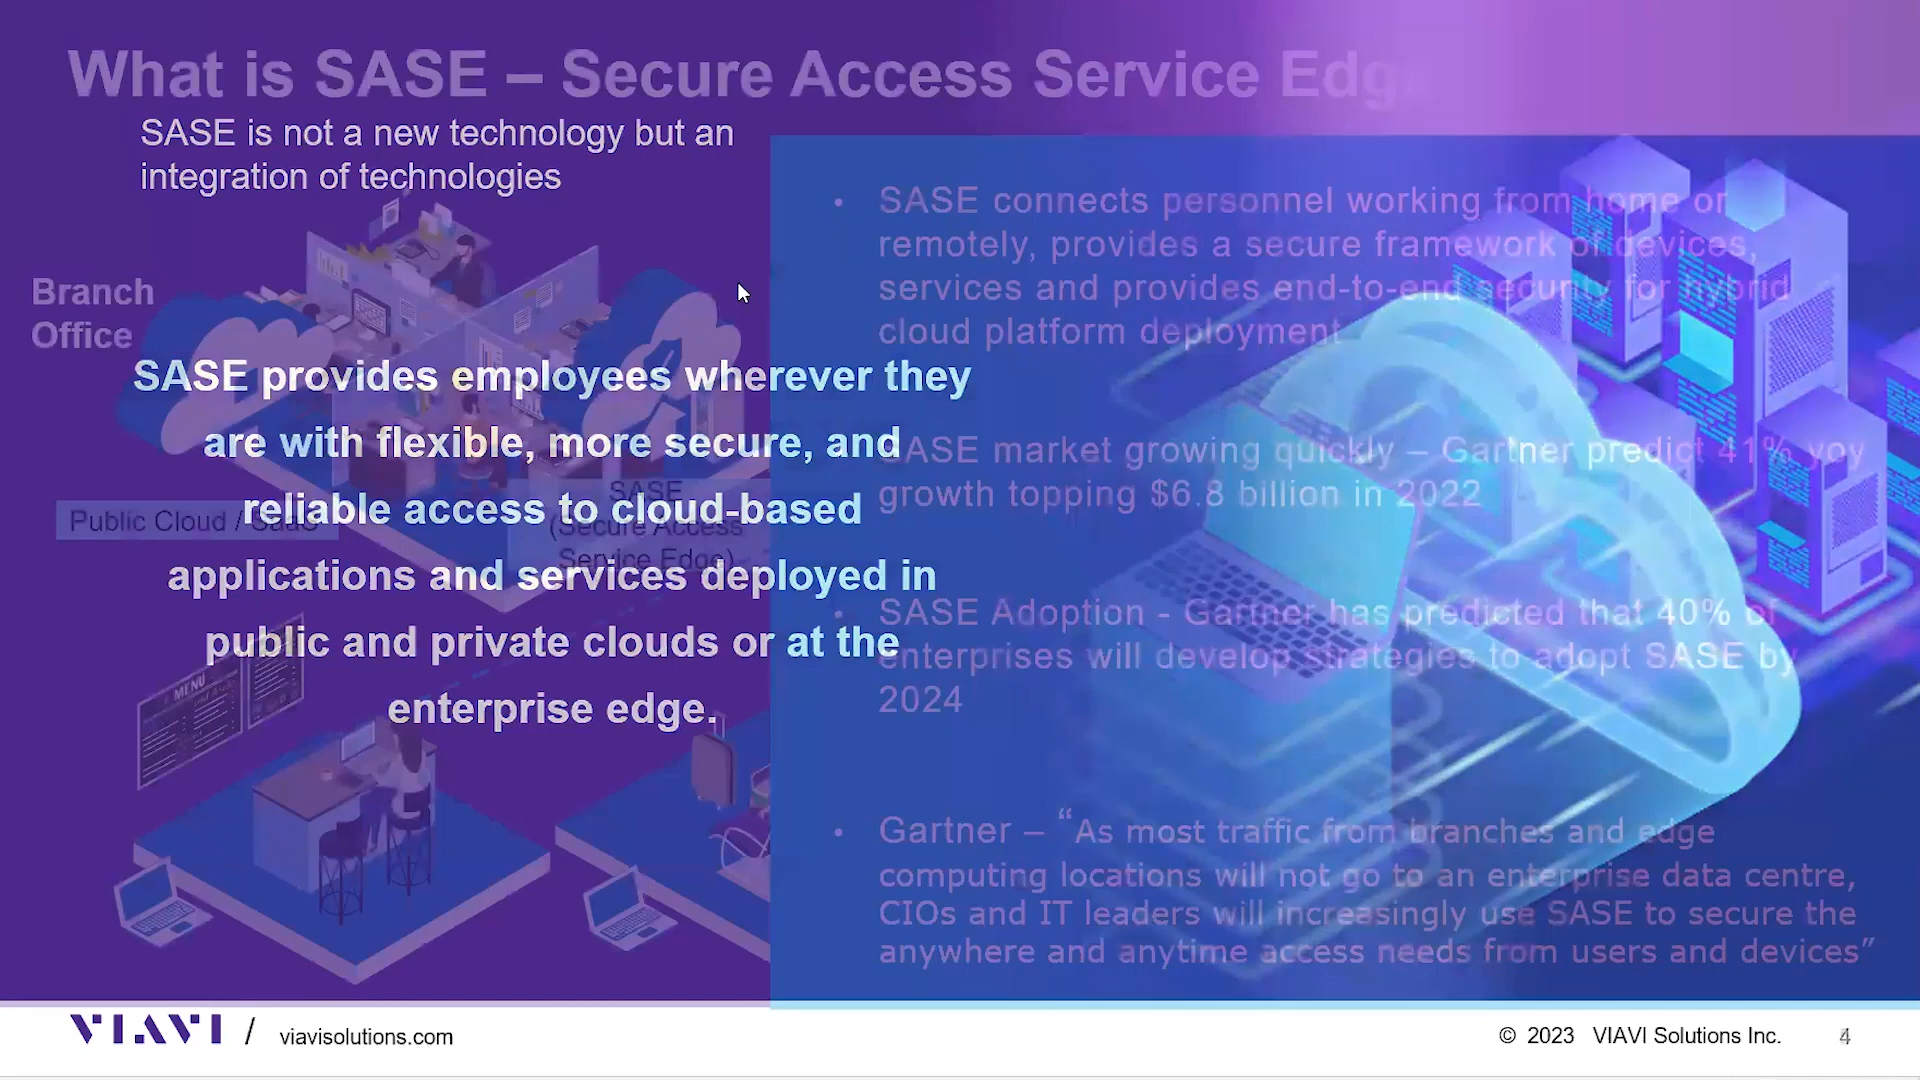 What is SASE – Secure Access Service Edge
SASE is not a new technology but an
integration of technologies
Branch
Office
SASE provides employees wherever they
are with flexible, more secure, and
reliable access to cloud-based
applications and services deployed in
public and private clouds or at the
enterprise edge.
Public Cloud / SaaS
SASE
(Secure Access
Service Edge)
MENU
• SASE connects personnel working from home or
remotely, provides a secure framework of devices,
services and provides end-to-end security for hybrid
cloud platform deployment
SASE market growing quickly – Gartner predict 41% yoy
growth topping $6.8 billion in 2022
• SASE Adoption - Gartner has predicted that 40% of
enterprises will develop strategies to adopt SASE by
2024
• Gartner – “As most traffic from branches and edge
computing locations will not go to an enterprise data centre,
CIOs and IT leaders will increasingly use SASE to secure the
anywhere and anytime access needs from users and devices”
VIAVI / viavisolutions.com
© 2023 VIAVI Solutions Inc.
4